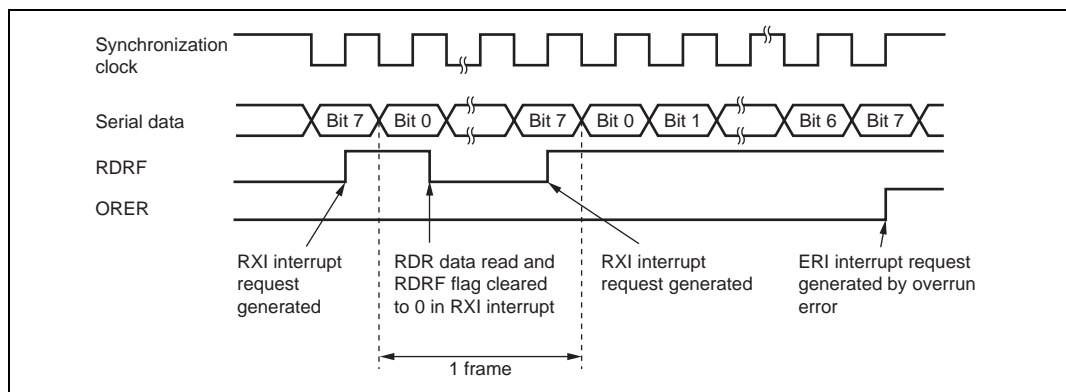 Synchronization
clock
Serial data
Bit 7 Bit 0 Bit 7 Bit 0 Bit 1 Bit 6 Bit 7
RDRF
ORER
RXI interrupt
request
generated
RDR data read and
RDRF flag cleared
to 0 in RXI interrupt
RXI interrupt
request generated
ERI interrupt request
generated by overrun
error
1 frame